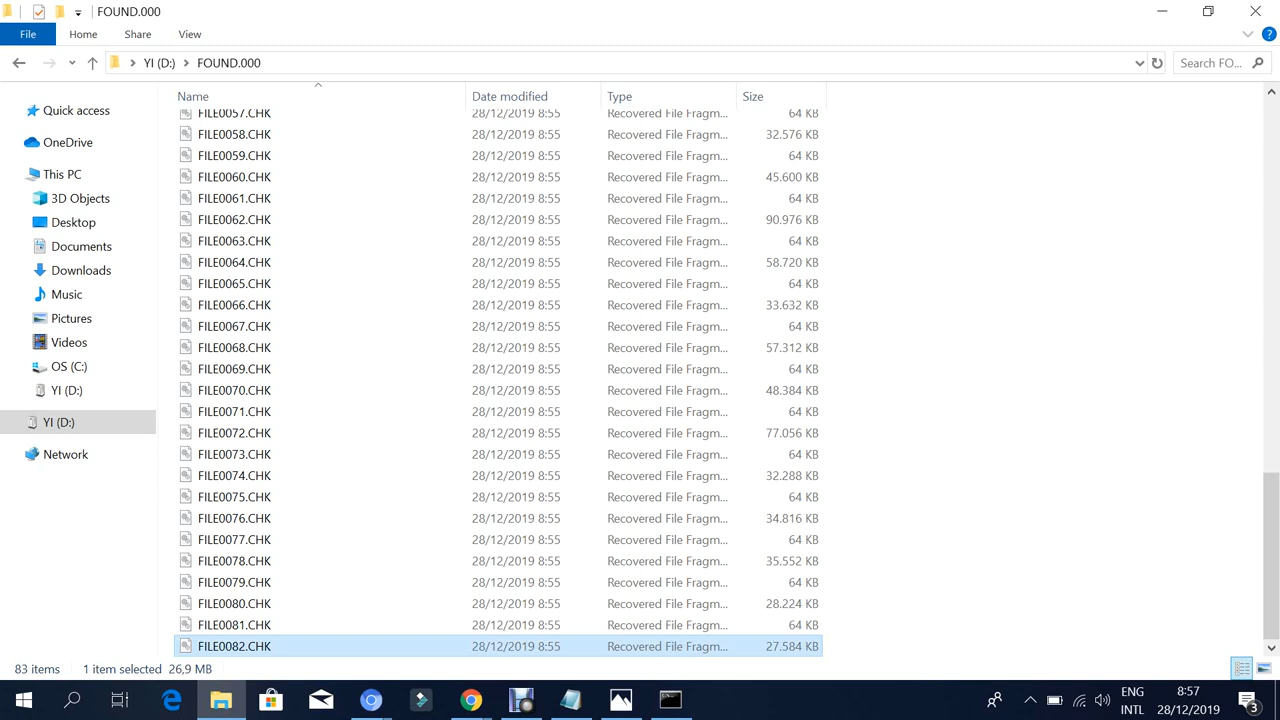 FOUND.000
File Home Share View
YI (D:) FOUND.000 Search FO...
Name Date modified Type Size
FILE0057.CHK 28/12/2019 8:55 Recovered File Fragm... 64 KB
FILE0058.CHK 28/12/2019 8:55 Recovered File Fragm... 32.576 KB
FILE0059.CHK 28/12/2019 8:55 Recovered File Fragm... 64 KB
FILE0060.CHK 28/12/2019 8:55 Recovered File Fragm... 45.600 KB
FILE0061.CHK 28/12/2019 8:55 Recovered File Fragm... 64 KB
FILE0062.CHK 28/12/2019 8:55 Recovered File Fragm... 90.976 KB
FILE0063.CHK 28/12/2019 8:55 Recovered File Fragm... 64 KB
FILE0064.CHK 28/12/2019 8:55 Recovered File Fragm... 58.720 KB
FILE0065.CHK 28/12/2019 8:55 Recovered File Fragm... 64 KB
FILE0066.CHK 28/12/2019 8:55 Recovered File Fragm... 33.632 KB
FILE0067.CHK 28/12/2019 8:55 Recovered File Fragm... 64 KB
FILE0068.CHK 28/12/2019 8:55 Recovered File Fragm... 57.312 KB
FILE0069.CHK 28/12/2019 8:55 Recovered File Fragm... 64 KB
FILE0070.CHK 28/12/2019 8:55 Recovered File Fragm... 48.384 KB
FILE0071.CHK 28/12/2019 8:55 Recovered File Fragm... 64 KB
FILE0072.CHK 28/12/2019 8:55 Recovered File Fragm... 77.056 KB
FILE0073.CHK 28/12/2019 8:55 Recovered File Fragm... 64 KB
FILE0074.CHK 28/12/2019 8:55 Recovered File Fragm... 32.288 KB
FILE0075.CHK 28/12/2019 8:55 Recovered File Fragm... 64 KB
FILE0076.CHK 28/12/2019 8:55 Recovered File Fragm... 34.816 KB
FILE0077.CHK 28/12/2019 8:55 Recovered File Fragm... 64 KB
FILE0078.CHK 28/12/2019 8:55 Recovered File Fragm... 35.552 KB
FILE0079.CHK 28/12/2019 8:55 Recovered File Fragm... 64 KB
FILE0080.CHK 28/12/2019 8:55 Recovered File Fragm... 28.224 KB
FILE0081.CHK 28/12/2019 8:55 Recovered File Fragm... 64 KB
FILE0082.CHK 28/12/2019 8:55 Recovered File Fragm... 27.584 KB
Quick access
OneDrive
This PC
3D Objects
Desktop
Documents
Downloads
Music
Pictures
Videos
OS (C:)
YI (D:)
YI (D:)
Network
83 items 1 item selected 26,9 MB
ENG
INTL
8:57
28/12/2019
3